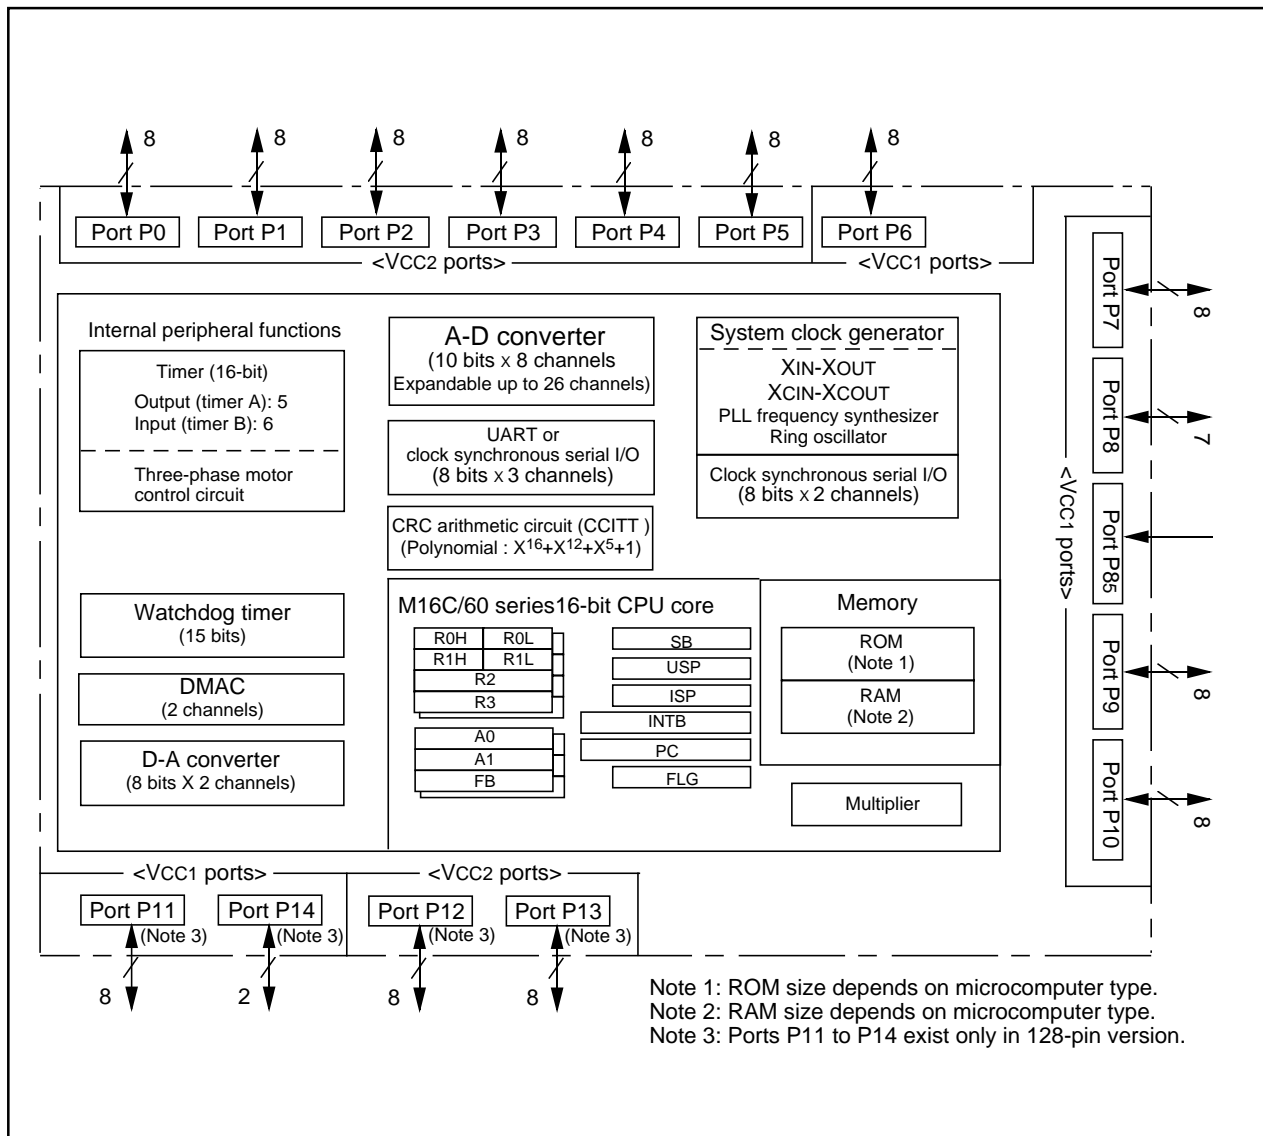 8
8
8
8
8
8
8
Port P0
Port P1
Port P2
Port P3
Port P4
Port P5
Port P6
<VCC2 ports>
<VCC1 ports>
Internal peripheral functions
Timer (16-bit)
Output (timer A): 5
Input (timer B): 6
Three-phase motor
control circuit
Watchdog timer
(15 bits)
DMAC
(2 channels)
D-A converter
(8 bits X 2 channels)
A-D converter
(10 bits x 8 channels
Expandable up to 26 channels)
UART or
clock synchronous serial I/O
(8 bits x 3 channels)
CRC arithmetic circuit (CCITT )
(Polynomial : X16+X12+X5+1)
System clock generator
XIN-XOUT
XCIN-XCOUT
PLL frequency synthesizer
Ring oscillator
Clock synchronous serial I/O
(8 bits x 2 channels)
M16C/60 series16-bit CPU core
R0H
R0L
R1H
R1L
R2
R3
A0
A1
FB
SB
USP
ISP
INTB
PC
FLG
Memory
ROM
(Note 1)
RAM
(Note 2)
Multiplier
<VCC1 ports>
Port P7
8
Port P8
7
Port P85
Port P9
8
Port P10
8
<VCC1 ports>
<VCC2 ports>
Port P11
(Note 3)
Port P14
(Note 3)
Port P12
(Note 3)
Port P13
(Note 3)
8
2
8
8
Note 1: ROM size depends on microcomputer type.
Note 2: RAM size depends on microcomputer type.
Note 3: Ports P11 to P14 exist only in 128-pin version.